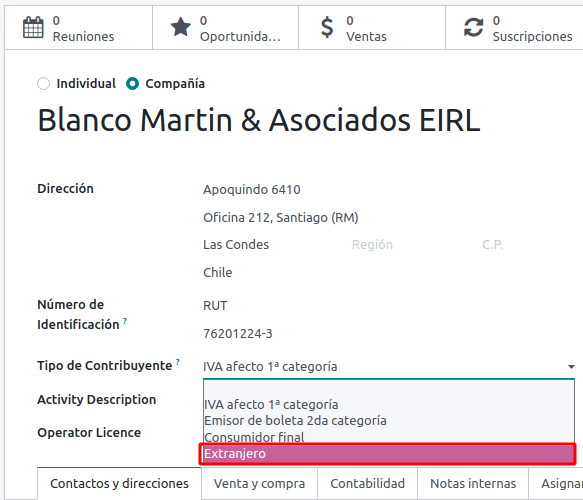 0
Reuniones
0
Oportunida...
0
Ventas
0
Suscripciones
Individual Compañía
Blanco Martin & Asociados EIRL
Dirección Apoquindo 6410
Oficina 212, Santiago (RM)
Las Condes Región C.P.
Chile
Número de Identificación ? RUT
76201224-3
Tipo de Contribuyente ? IVA afecto 1ª categoría
Activity Description
IVA afecto 1ª categoría
Emisor de boleta 2da categoría
Operator Licence
Consumidor final
Extranjero
Contactos y direcciones Venta y compra Contabilidad Notas internas Asigna